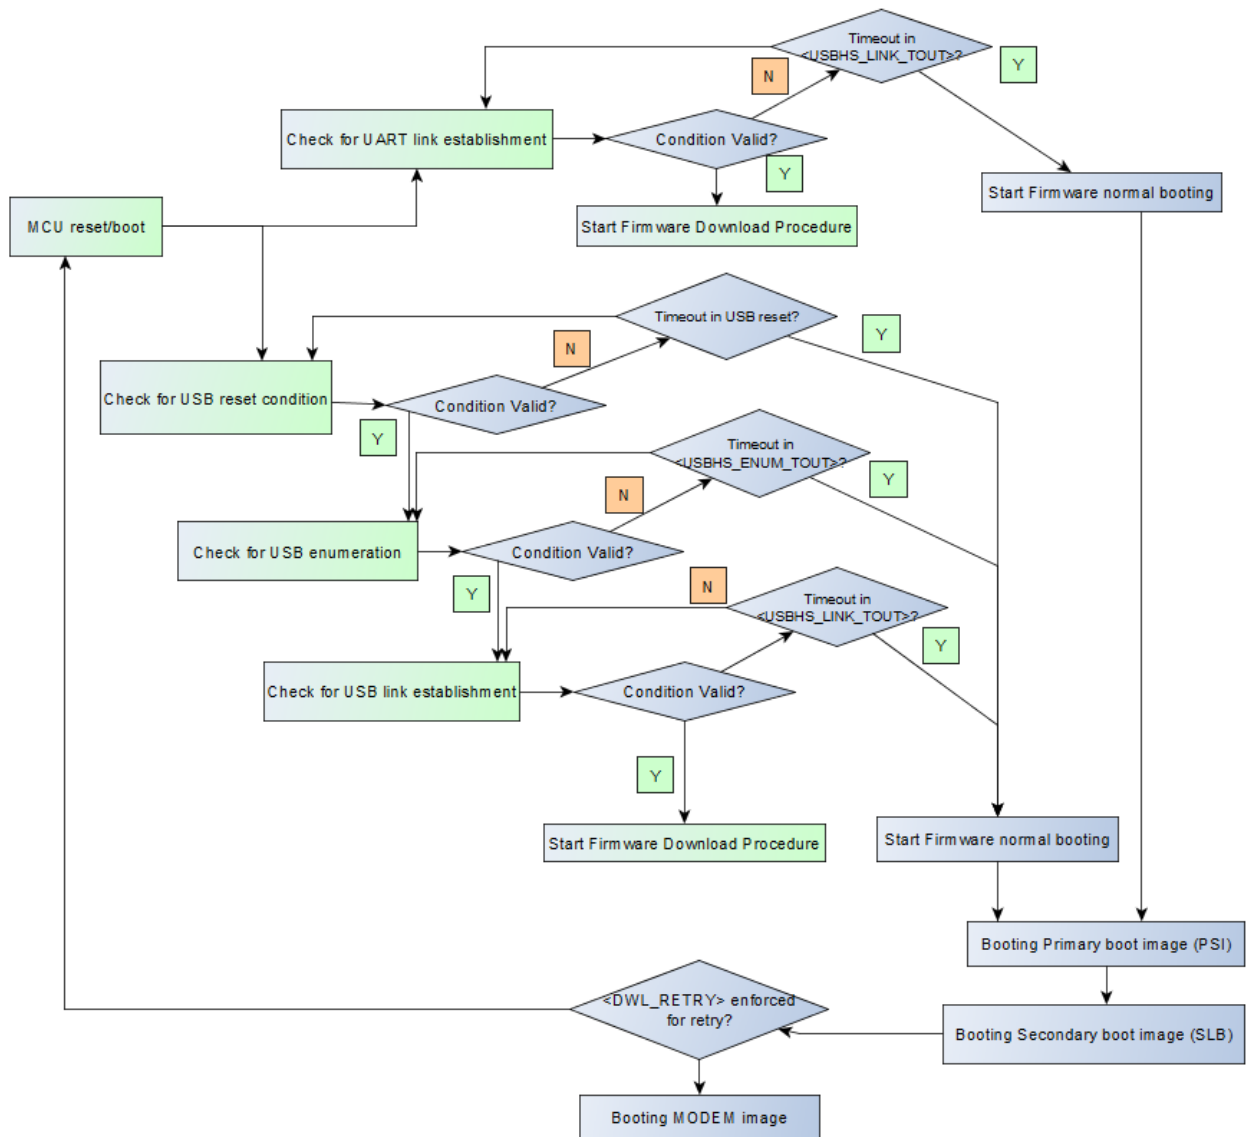 Timeout in
<USBHS_LINK_TOUT>?
Y
N
Check for UART link establishment
Condition Valid?
Y
Start Firmware normal booting
MCU reset/boot
Start Firmware Download Procedure
Timeout in USB reset?
Y
N
Check for USB reset condition
Condition Valid?
Y
Timeout in
<USBHS_ENUM_TOUT>?
Y
N
Check for USB enumeration
Condition Valid?
Y
N
Timeout in
<USBHS_LINK_TOUT>?
Y
Check for USB link establishment
Condition Valid?
Y
Start Firmware Download Procedure
Start Firmware normal booting
Booting Primary boot image (PSI)
<DWL_RETRY> enforced
for retry?
Booting Secondary boot image (SLB)
Booting MODEM image